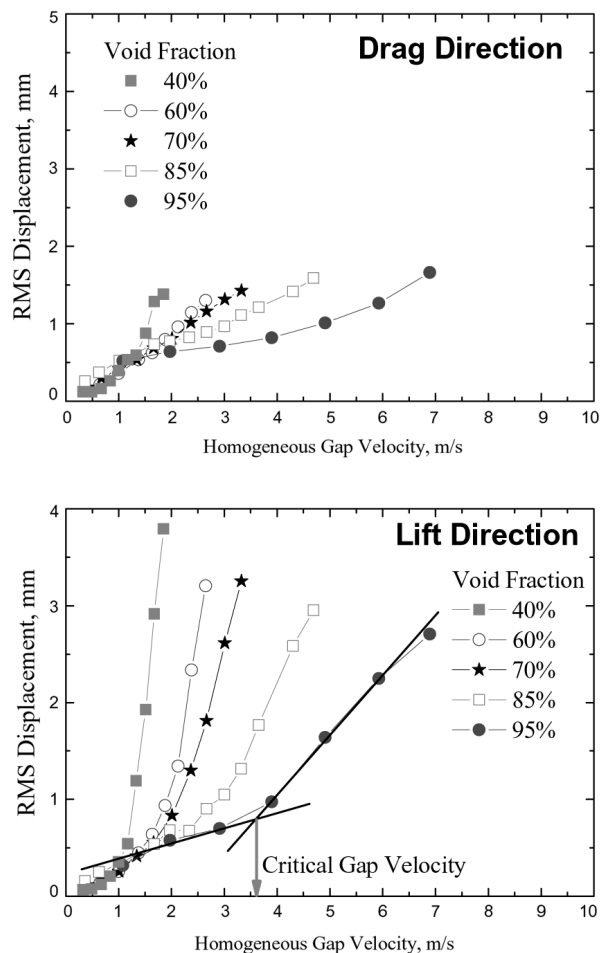 Drag Direction
Void Fraction
40%
60%
70%
85%
95%
RMS Displacement, mm
5
4
3
2
1
0
0 1 2 3 4 5 6 7 8 9 10
Homogeneous Gap Velocity, m/s
Lift Direction
Void Fraction
40%
60%
70%
85%
95%
RMS Displacement, mm
4
3
2
1
0
Critical Gap Velocity
0 1 2 3 4 5 6 7 8 9 10
Homogeneous Gap Velocity, m/s